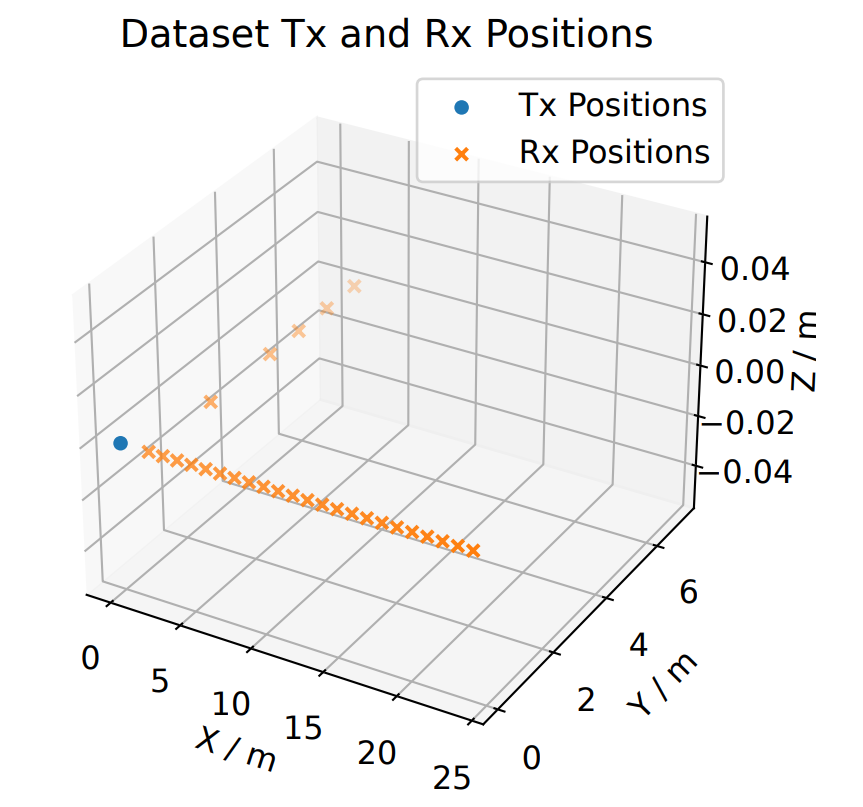 Dataset Tx and Rx Positions
Tx Positions
Rx Positions
0.04
0.02
0.00
−0.02
−0.04
Z / m
0
5
10
15
20
25
X / m
0
2
4
6
Y / m